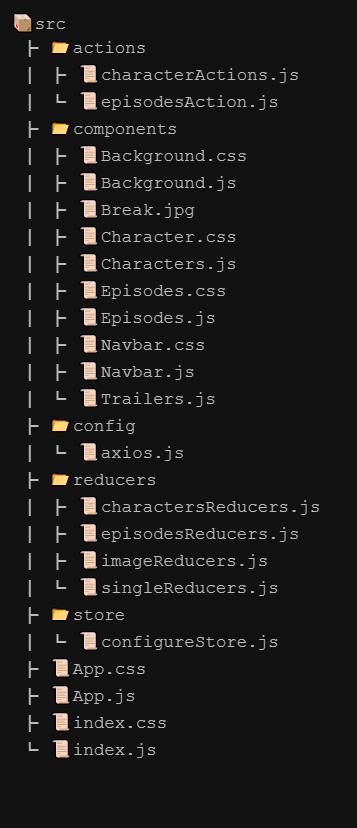 src
├ actions
│ ├ characterActions.js
│ └ episodesAction.js
├ components
│ ├ Background.css
│ ├ Background.js
│ ├ Break.jpg
│ ├ Character.css
│ ├ Characters.js
│ ├ Episodes.css
│ ├ Episodes.js
│ ├ Navbar.css
│ ├ Navbar.js
│ └ Trailers.js
├ config
│ └ axios.js
├ reducers
│ ├ charactersReducers.js
│ ├ episodesReducers.js
│ ├ imageReducers.js
│ └ singleReducers.js
├ store
│ └ configureStore.js
├ App.css
├ App.js
├ index.css
└ index.js